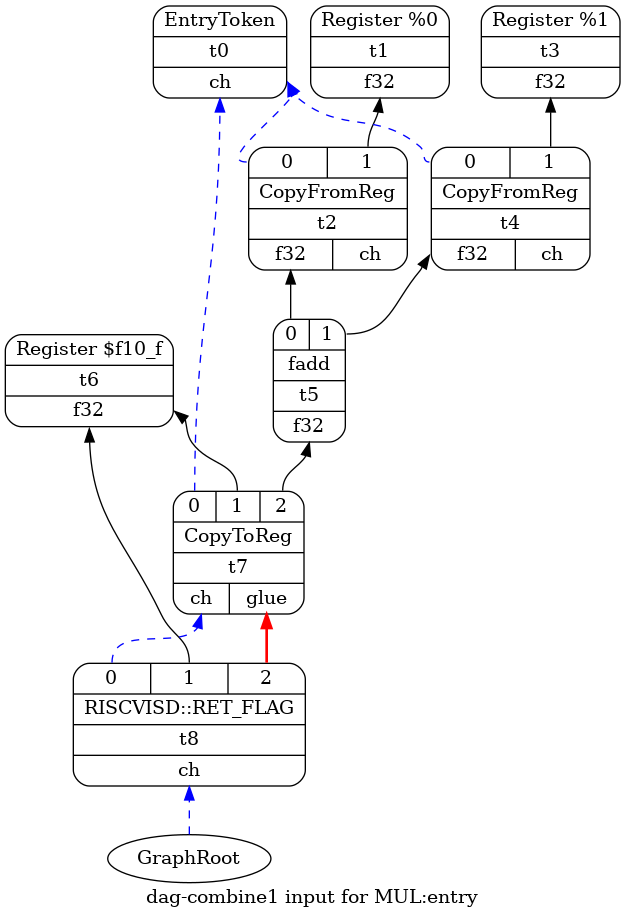 EntryToken
t0
ch
Register %0
t1
f32
Register %1
t3
f32
0 1
CopyFromReg
t2
f32 ch
0 1
CopyFromReg
t4
f32 ch
0 1
fadd
t5
f32
Register $f10_f
t6
f32
0 1 2
CopyToReg
t7
ch glue
0 1 2
RISCVISD::RET_FLAG
t8
ch
GraphRoot
dag-combine1 input for MUL:entry